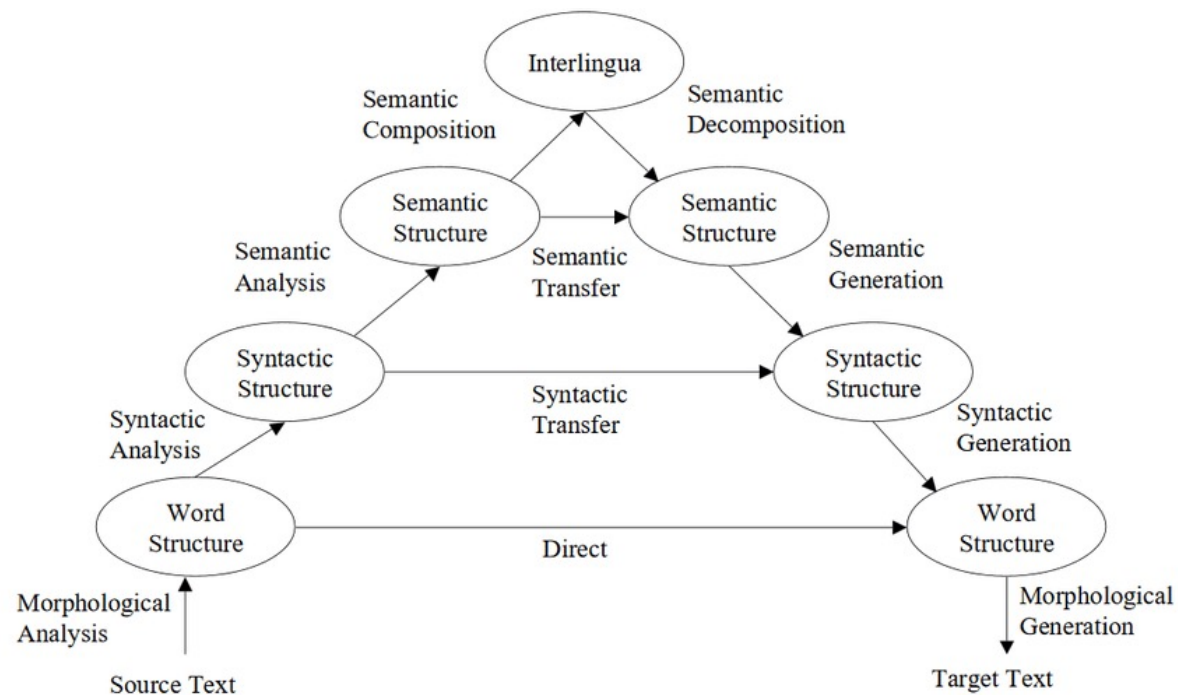 Interlingua
Semantic
Composition
Semantic
Decomposition
Semantic
Structure
Semantic
Structure
Semantic
Analysis
Semantic
Transfer
Semantic
Generation
Syntactic
Structure
Syntactic
Structure
Syntactic
Analysis
Syntactic
Transfer
Syntactic
Generation
Word
Structure
Word
Structure
Direct
Morphological
Analysis
Morphological
Generation
Source Text
Target Text